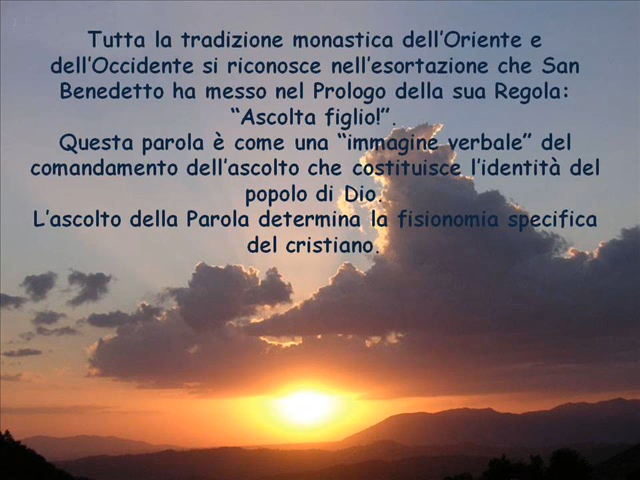 Tutta la tradizione monastica dell’Oriente e
dell’Occidente si riconosce nell’esortazione che San
Benedetto ha messo nel Prologo della sua Regola:
“Ascolta figlio!”.
Questa parola è come una “immagine verbale” del
comandamento dell’ascolto che costituisce l’identità del
popolo di Dio.
L’ascolto della Parola determina la fisionomia specifica
del cristiano.